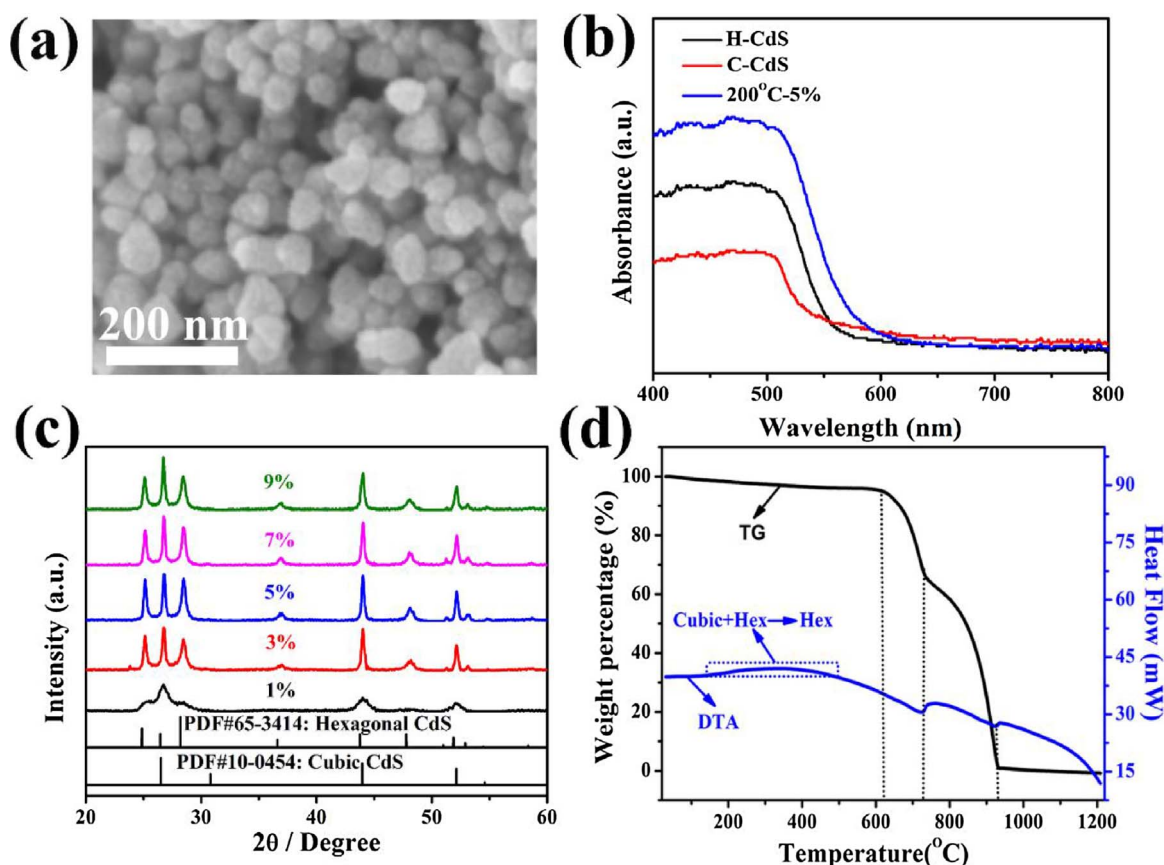 (a)
200 nm
(b)
H-CdS
C-CdS
200°C-5%
Absorbance (a.u.)
400 500 600 700 800
Wavelength (nm)
(c)
9%
7%
5%
3%
1%
PDF#65-3414: Hexagonal CdS
PDF#10-0454: Cubic CdS
Intensity (a.u.)
20 30 40 50 60
2θ / Degree
(d)
100
80
60
40
20
0
Weight percentage (%)
TG
Cubic+Hex→Hex
DTA
90
75
60
45
30
15
Heat Flow (mW)
200 400 600 800 1000 1200
Temperature(°C)